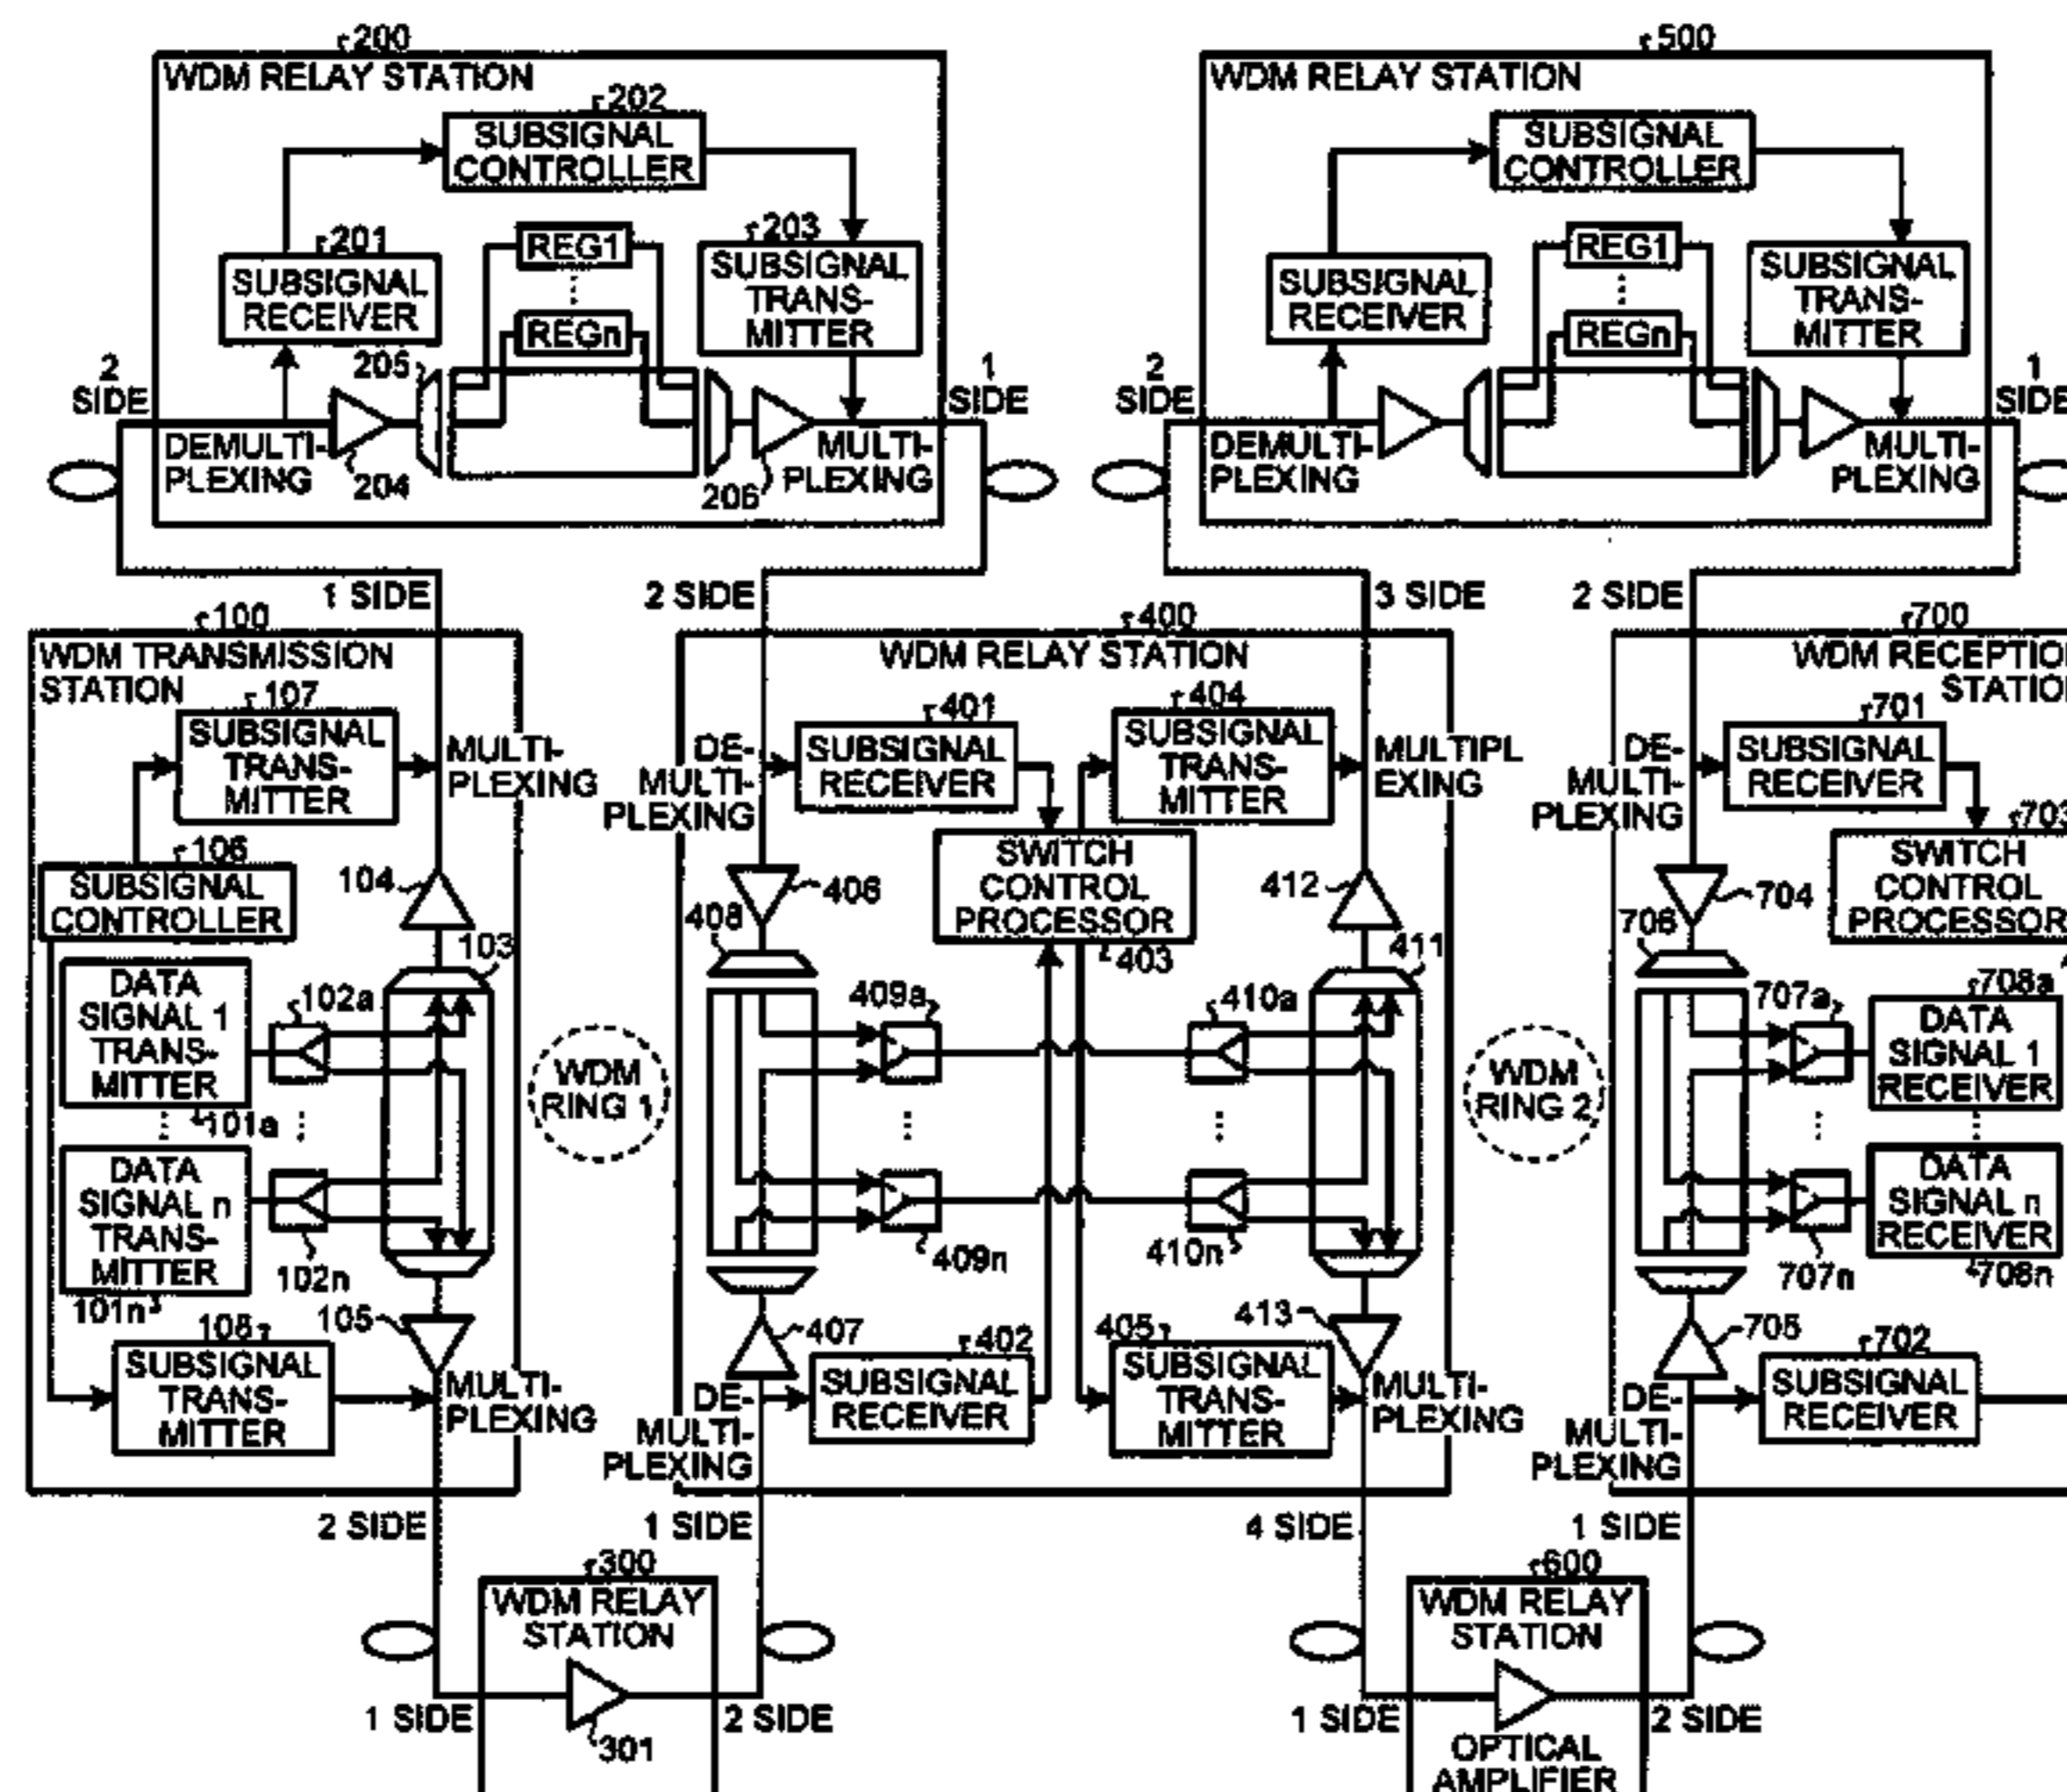 200
WDM RELAY STATION
202
SUBSIGNAL
CONTROLLER
201
SUBSIGNAL
RECEIVER
REG1
REGn
203
SUBSIGNAL
TRANS-
MITTER
205
2
SIDE
1
SIDE
DEMULTI-
PLEXING
204
206
MULTI-
PLEXING
500
WDM RELAY STATION
SUBSIGNAL
CONTROLLER
SUBSIGNAL
RECEIVER
REG1
REGn
SUBSIGNAL
TRANS-
MITTER
2
SIDE
1
SIDE
DEMULTI-
PLEXING
MULTI-
PLEXING
1 SIDE
100
WDM TRANSMISSION
STATION
107
SUBSIGNAL
TRANS-
MITTER
MULTI-
PLEXING
106
SUBSIGNAL
CONTROLLER
104
103
DATA
SIGNAL 1
TRANS-
MITTER
101a
102a
DATA
SIGNAL n
TRANS-
MITTER
101n
102n
105
108
SUBSIGNAL
TRANS-
MITTER
MULTI-
PLEXING
2 SIDE
WDM
RING 1
2 SIDE
3 SIDE
400
WDM RELAY STATION
401
SUBSIGNAL
RECEIVER
404
SUBSIGNAL
TRANS-
MITTER
DE-
MULTI-
PLEXING
MULTIPL
EXING
SWITCH
CONTROL
PROCESSOR
403
406
408
412
411
409a
410a
409n
410n
407
402
SUBSIGNAL
RECEIVER
405
SUBSIGNAL
TRANS-
MITTER
413
DE-
MULTI-
PLEXING
MULTI-
PLEXING
1 SIDE
4 SIDE
WDM
RING 2
2 SIDE
700
WDM RECEPTIO
STATIO
701
SUBSIGNAL
RECEIVER
DE-
MULTI-
PLEXING
703
SWITCH
CONTROL
PROCESSOR
704
706
707a
708a
DATA
SIGNAL 1
RECEIVER
DATA
SIGNAL n
RECEIVER
707n
708n
705
702
SUBSIGNAL
RECEIVER
DE-
MULTI-
PLEXING
1 SIDE
300
WDM RELAY
STATION
1 SIDE
2 SIDE
301
600
WDM RELAY
STATION
1 SIDE
2 SIDE
OPTICAL
AMPLIFIER